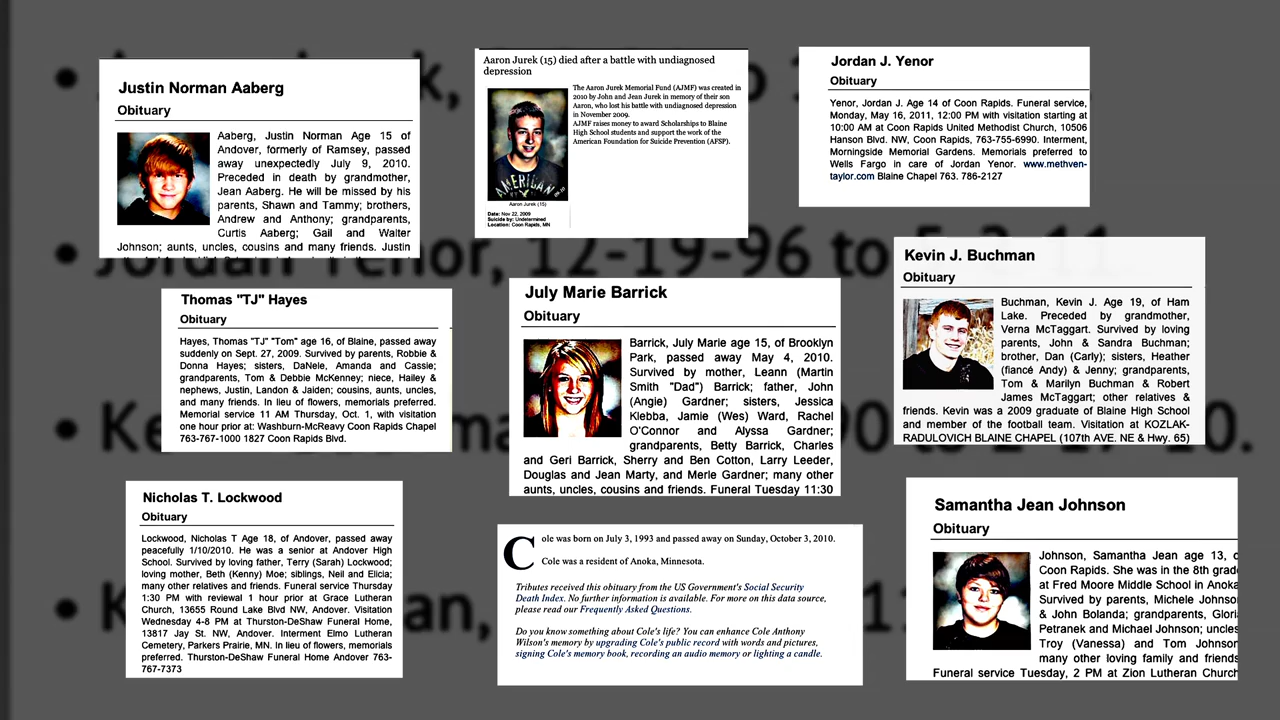 Justin Norman Aaberg
Obituary
Aaberg, Justin Norman Age 15 of
Andover, formerly of Ramsey, passed
away unexpectedly July 9, 2010.
Preceded in death by grandmother,
Jean Aaberg. He will be missed by his
parents, Shawn and Tammy; brothers,
Andrew and Anthony; grandparents,
Curtis Aaberg; Gail and Walter
Johnson; aunts, uncles, cousins and many friends. Justin
Aaron Jurek (15) died after a battle with undiagnosed
depression
The Aaron Jurek Memorial Fund (AJMF) was created in
2010 by John and Jean Jurek in memory of their son
Aaron, who lost his battle with undiagnosed depression
in November 2009.
AJMF raises money to award Scholarships to Blaine
High School students and support the work of the
American Foundation for Suicide Prevention (AFSP).
AMERICAN
Aaron Jurek (15)
Date: Nov 22, 2009
Suicide by: Undetermined
Location: Coon Rapids, MN
Jordan J. Yenor
Obituary
Yenor, Jordan J. Age 14 of Coon Rapids. Funeral service,
Monday, May 16, 2011, 12:00 PM with visitation starting at
10:00 AM at Coon Rapids United Methodist Church, 10506
Hanson Blvd. NW, Coon Rapids, 763-755-6990. Interment,
Morningside Memorial Gardens. Memorials preferred to
Wells Fargo in care of Jordan Yenor. www.methven-
taylor.com Blaine Chapel 763. 786-2127
Jordan Yenor, 12-19-96 to 5-
Thomas "TJ" Hayes
Obituary
Hayes, Thomas "TJ" "Tom" age 16, of Blaine, passed away
suddenly on Sept. 27, 2009. Survived by parents, Robbie &
Donna Hayes; sisters, DaNele, Amanda and Cassie;
grandparents, Tom & Debbie McKenney; niece, Hailey &
nephews, Justin, Landon & Jaiden; cousins, aunts, uncles,
and many friends. In lieu of flowers, memorials preferred.
Memorial service 11 AM Thursday, Oct. 1, with visitation
one hour prior at: Washburn-McReavy Coon Rapids Chapel
763-767-1000 1827 Coon Rapids Blvd.
July Marie Barrick
Obituary
Barrick, July Marie age 15, of Brooklyn
Park, passed away May 4, 2010.
Survived by mother, Leann (Martin
Smith "Dad") Barrick; father, John
(Angie) Gardner; sisters, Jessica
Klebba, Jamie (Wes) Ward, Rachel
O'Connor and Alyssa Gardner;
grandparents, Betty Barrick, Charles
and Geri Barrick, Sherry and Ben Cotton, Larry Leeder,
Douglas and Jean Marty, and Merle Gardner; many other
aunts, uncles, cousins and friends. Funeral Tuesday 11:30
Kevin J. Buchman
Obituary
Buchman, Kevin J. Age 19, of Ham
Lake. Preceded by grandmother,
Verna McTaggart. Survived by loving
parents, John & Sandra Buchman;
brother, Dan (Carly); sisters, Heather
(fiancé Andy) & Jenny; grandparents,
Tom & Marilyn Buchman & Robert
James McTaggart; other relatives &
friends. Kevin was a 2009 graduate of Blaine High School
and member of the football team. Visitation at KOZLAK-
RADULOVICH BLAINE CHAPEL (107th AVE. NE & Hwy. 65)
Nicholas T. Lockwood
Obituary
Lockwood, Nicholas T Age 18, of Andover, passed away
peacefully 1/10/2010. He was a senior at Andover High
School. Survived by loving father, Terry (Sarah) Lockwood;
loving mother, Beth (Kenny) Moe; siblings, Neil and Elicia;
many other relatives and friends. Funeral service Thursday
1:30 PM with reviewal 1 hour prior at Grace Lutheran
Church, 13655 Round Lake Blvd NW, Andover. Visitation
Wednesday 4-8 PM at Thurston-DeShaw Funeral Home,
13817 Jay St. NW, Andover. Interment Elmo Lutheran
Cemetery, Parkers Prairie, MN. In lieu of flowers, memorials
preferred. Thurston-DeShaw Funeral Home Andover 763-
767-7373
Cole was born on July 3, 1993 and passed away on Sunday, October 3, 2010.
Cole was a resident of Anoka, Minnesota.
Tributes received this obituary from the US Government's Social Security
Death Index. No further information is available. For more on this data source,
please read our Frequently Asked Questions.
Do you know something about Cole's life? You can enhance Cole Anthony
Wilson's memory by upgrading Cole's public record with words and pictures,
signing Cole's memory book, recording an audio memory or lighting a candle.
Samantha Jean Johnson
Obituary
Johnson, Samantha Jean age 13, o
Coon Rapids. She was in the 8th grade
at Fred Moore Middle School in Anoka
Survived by parents, Michele Johnson
& John Bolanda; grandparents, Gloria
Petranek and Michael Johnson; uncles
Troy (Vanessa) and Tom Johnson
many other loving family and friends
Funeral service Tuesday, 2 PM at Zion Lutheran Church